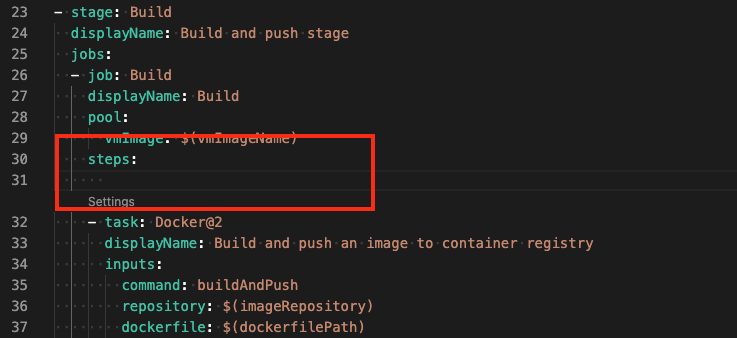 23 - stage: Build
24 displayName: Build and push stage
25 jobs:
26 - job: Build
27 displayName: Build
28 pool:
29 vmImage: $(vmImageName)
30 steps:
31
Settings
32 - task: Docker@2
33 displayName: Build and push an image to container registry
34 inputs:
35 command: buildAndPush
36 repository: $(imageRepository)
37 dockerfile: $(dockerfilePath)